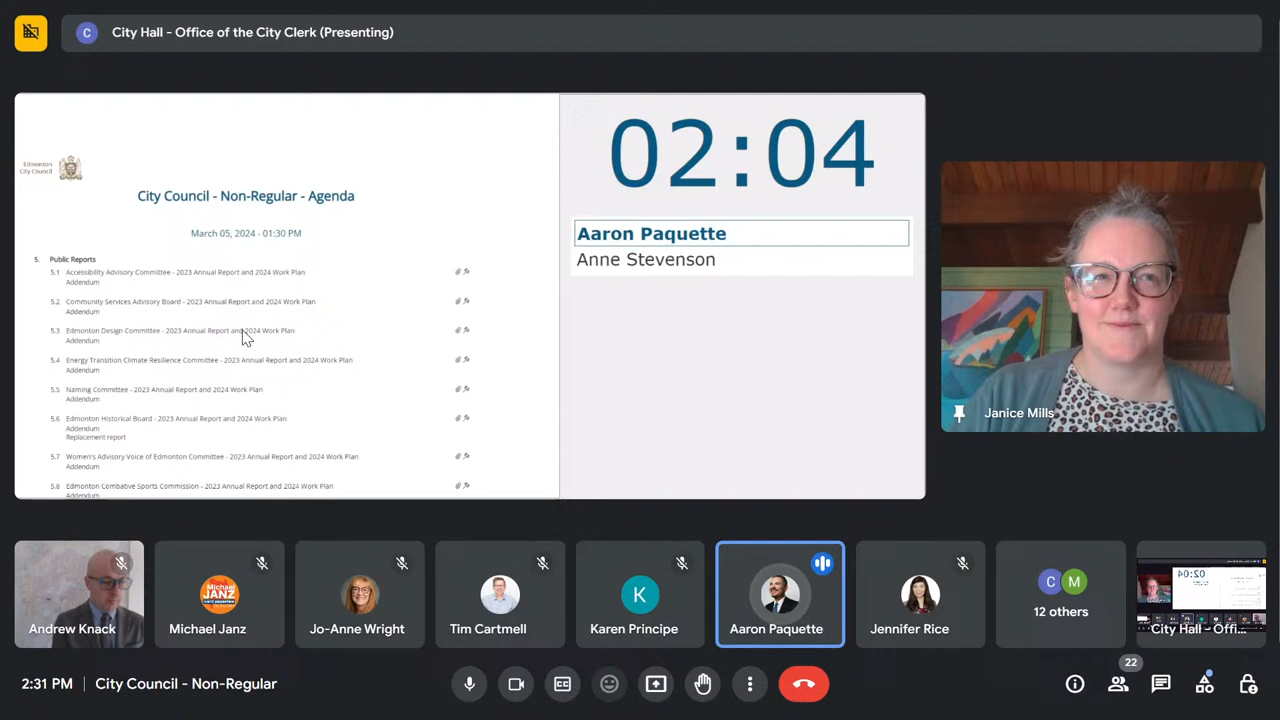 City Hall - Office of the City Clerk (Presenting)
C
Edmonton
City Council
City Council - Non-Regular - Agenda
March 05, 2024 - 01:30 PM
5. Public Reports
5.1 Accessibility Advisory Committee - 2023 Annual Report and 2024 Work Plan
Addendum
5.2 Community Services Advisory Board - 2023 Annual Report and 2024 Work Plan
Addendum
5.3 Edmonton Design Committee - 2023 Annual Report and 2024 Work Plan
Addendum
5.4 Energy Transition Climate Resilience Committee - 2023 Annual Report and 2024 Work Plan
Addendum
5.5 Naming Committee - 2023 Annual Report and 2024 Work Plan
Addendum
5.6 Edmonton Historical Board - 2023 Annual Report and 2024 Work Plan
Addendum
Replacement report
5.7 Women's Advisory Voice of Edmonton Committee - 2023 Annual Report and 2024 Work Plan
Addendum
5.8 Edmonton Combative Sports Commission - 2023 Annual Report and 2024 Work Plan
Addendum
02:04
Aaron Paquette
Anne Stevenson
Janice Mills
Andrew Knack
Michael JANZ
Michael Janz
Jo-Anne Wright
Tim Cartmell
K
Karen Principe
Aaron Paquette
Jennifer Rice
C M
12 others
02:04
City Hall - Offi...
2:31 PM | City Council - Non-Regular
CC
22